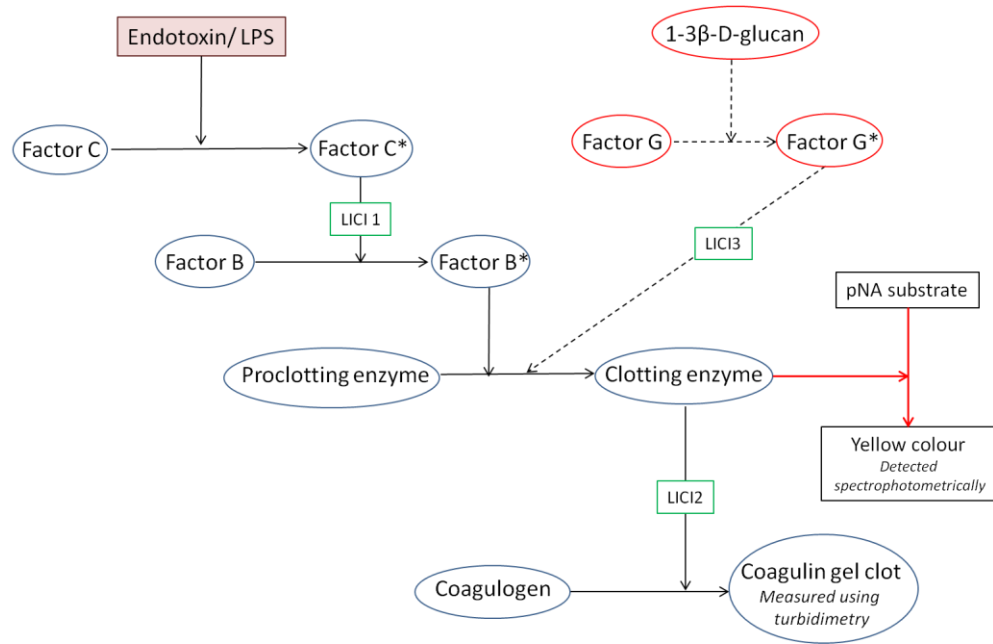 Endotoxin/ LPS
1-3β-D-glucan
Factor C
Factor C*
Factor G
Factor G*
LICI 1
LICI3
Factor B
Factor B*
pNA substrate
Proclotting enzyme
Clotting enzyme
Yellow colour
Detected
spectrophotometrically
LICI2
Coagulogen
Coagulin gel clot
Measured using
turbidimetry